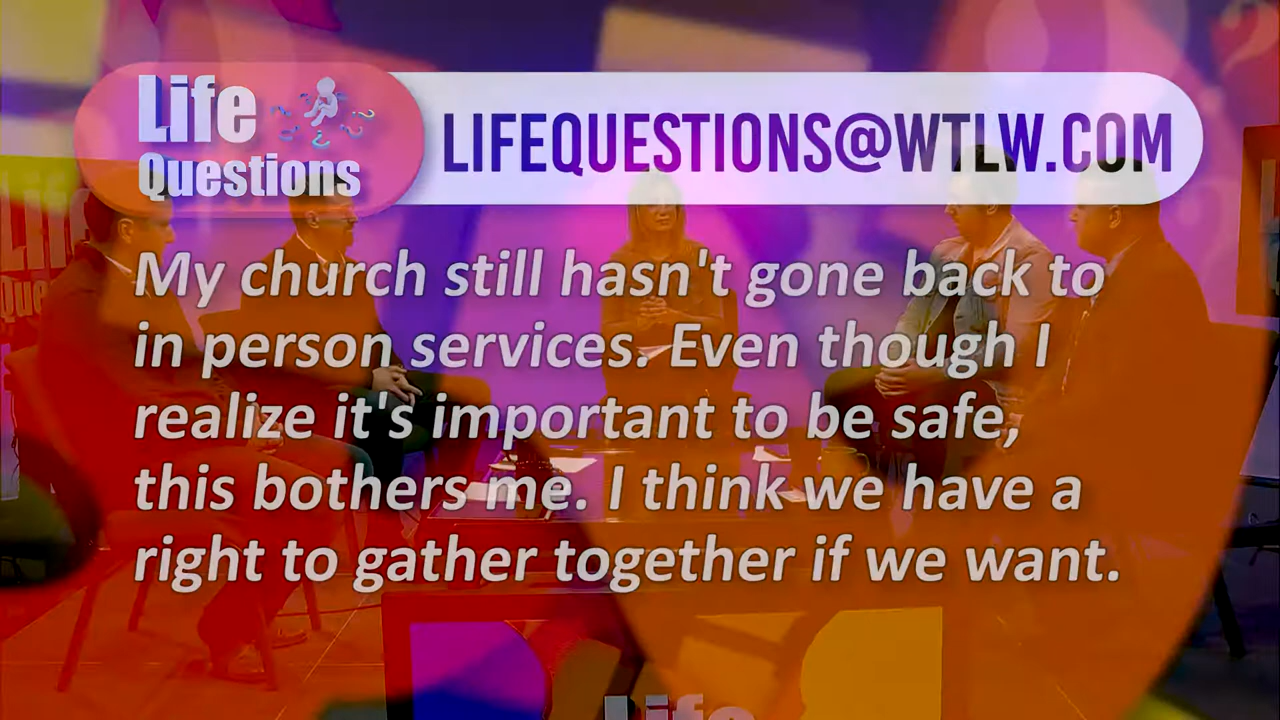 Life
Questions
LIFEQUESTIONS@WTLW.COM
My church still hasn't gone back to
in person services. Even though I
realize it's important to be safe,
this bothers me. I think we have a
right to gather together if we want.
Life